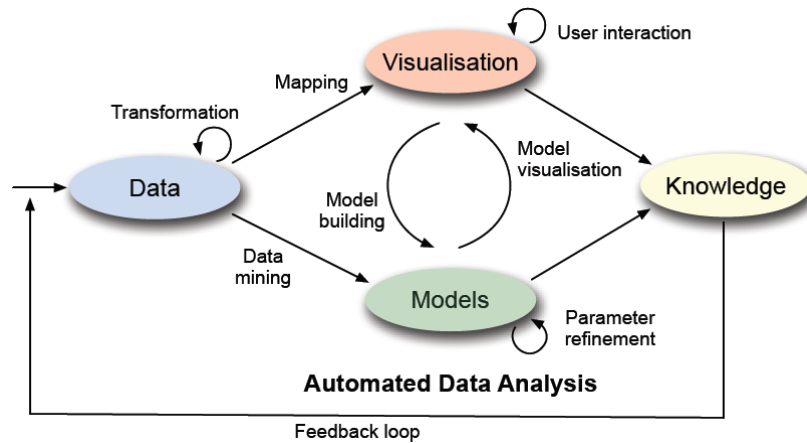 User interaction
Visualisation
Mapping
Transformation
Data
Model
visualisation
Model
building
Knowledge
Data
mining
Models
Parameter
refinement
Automated Data Analysis
Feedback loop